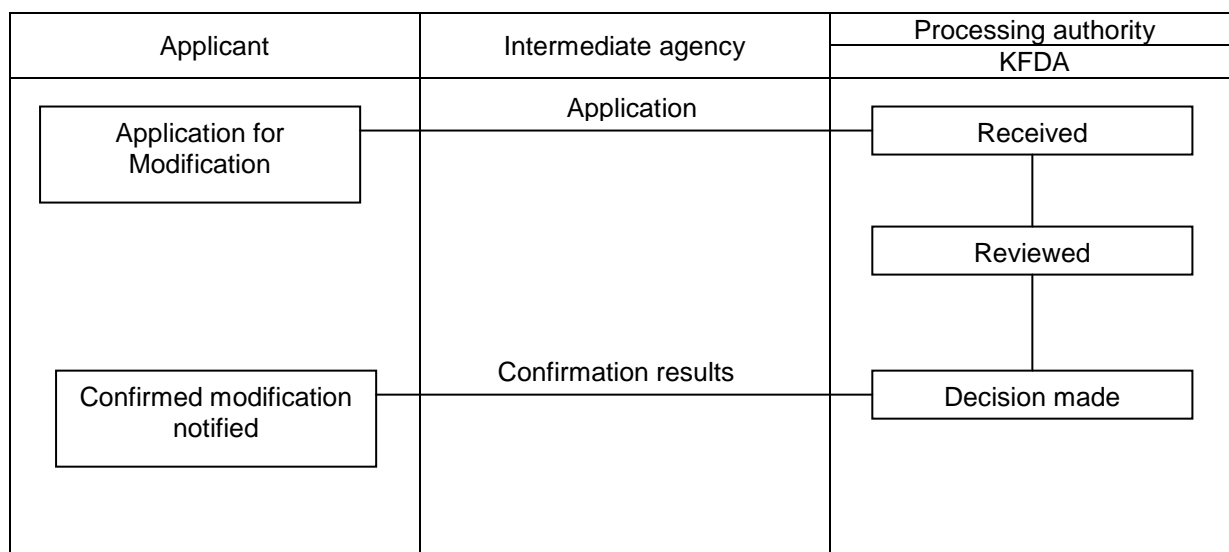 Applicant
Intermediate agency
Processing authority
KFDA
Application for
Modification
Application
Received
Reviewed
Confirmed modification
notified
Confirmation results
Decision made